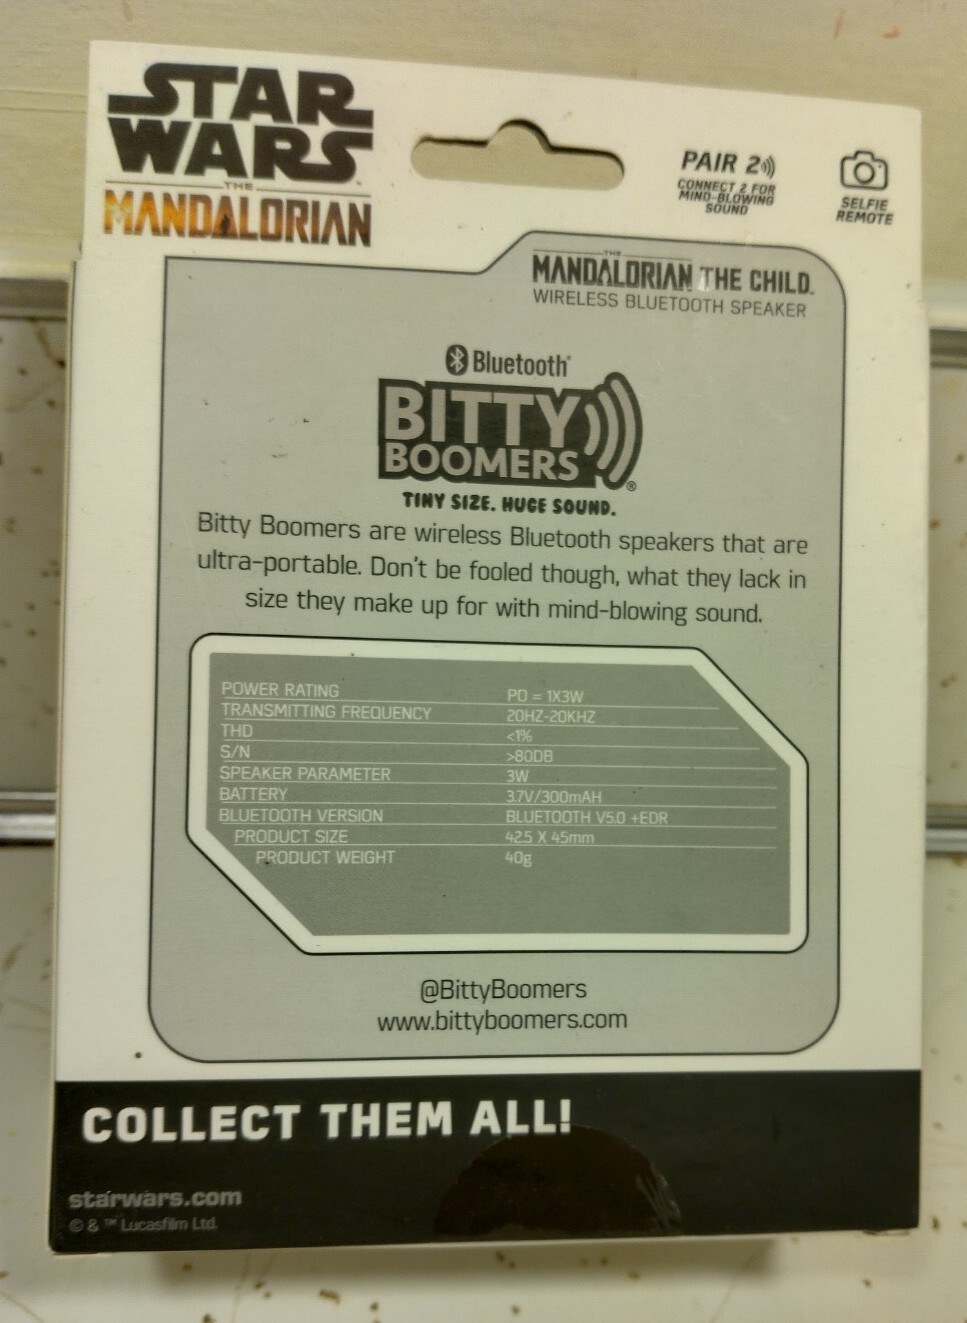 STAR
WARS
THE
MANDALORIAN
PAIR 2
CONNECT 2 FOR
MIND-BLOWING
SOUND
SELFIE
REMOTE
THE
MANDALORIAN THE CHILD™
WIRELESS BLUETOOTH SPEAKER
Bluetooth®
BITTY
BOOMERS®
TINY SIZE. HUGE SOUND.
Bitty Boomers are wireless Bluetooth speakers that are
ultra-portable. Don't be fooled though, what they lack in
size they make up for with mind-blowing sound.
POWER RATING PO = 1X3W
TRANSMITTING FREQUENCY 20HZ-20KHZ
THD <1%
S/N >80DB
SPEAKER PARAMETER 3W
BATTERY 3.7V/300mAH
BLUETOOTH VERSION BLUETOOTH V5.0 +EDR
PRODUCT SIZE 42.5 X 45mm
PRODUCT WEIGHT 40g
@BittyBoomers
www.bittyboomers.com
COLLECT THEM ALL!
starwars.com
© & ™ Lucasfilm Ltd.